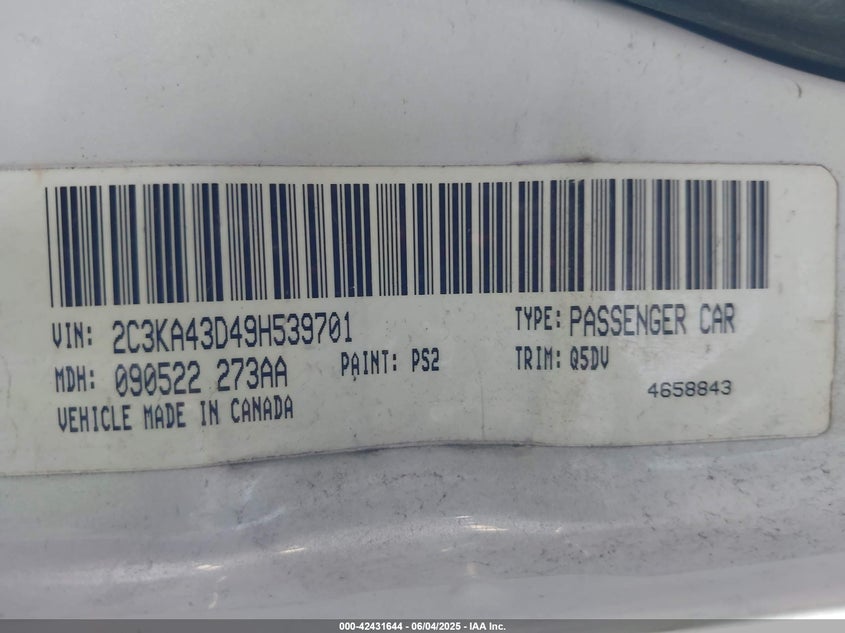 VIN: 2C3KA43D49H539701 TYPE: PASSENGER CAR
MDH: 090522 273AA PAINT: PS2 TRIM: Q5DV
VEHICLE MADE IN CANADA 4658843
000-42431644 - 06/04/2025 - IAA Inc.